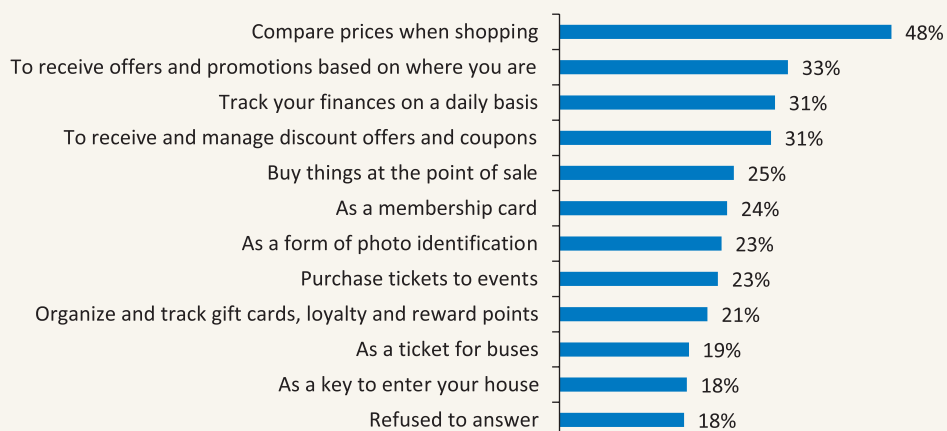 Compare prices when shopping 48%
To receive offers and promotions based on where you are 33%
Track your finances on a daily basis 31%
To receive and manage discount offers and coupons 31%
Buy things at the point of sale 25%
As a membership card 24%
As a form of photo identification 23%
Purchase tickets to events 23%
Organize and track gift cards, loyalty and reward points 21%
As a ticket for buses 19%
As a key to enter your house 18%
Refused to answer 18%